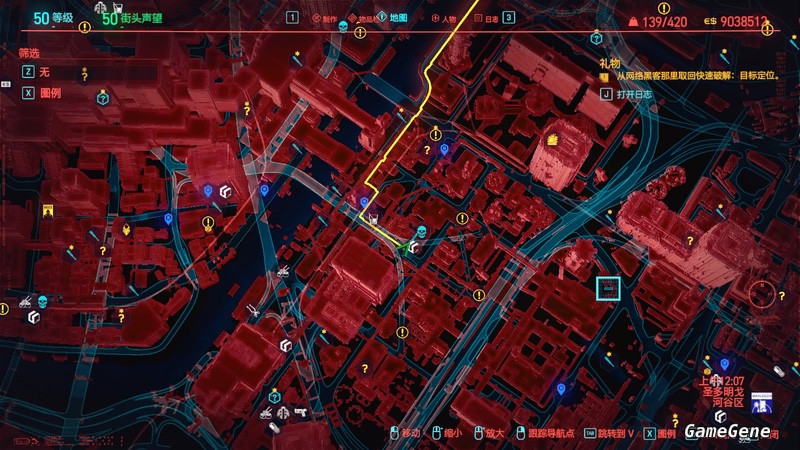 50 等级
50 街头声望
1
制作
物品栏
地图
人物
日志
3
139/420
€$ 9038512
筛选
Z 无
X 图例
礼物
从网络黑客那里取回快速破解：目标定位。
J 打开日志
上午 2:07
圣多明戈
河谷区
移动
缩小
放大
跟踪导航点
TAB 跳转到 V
X 图例
闭
GameGene